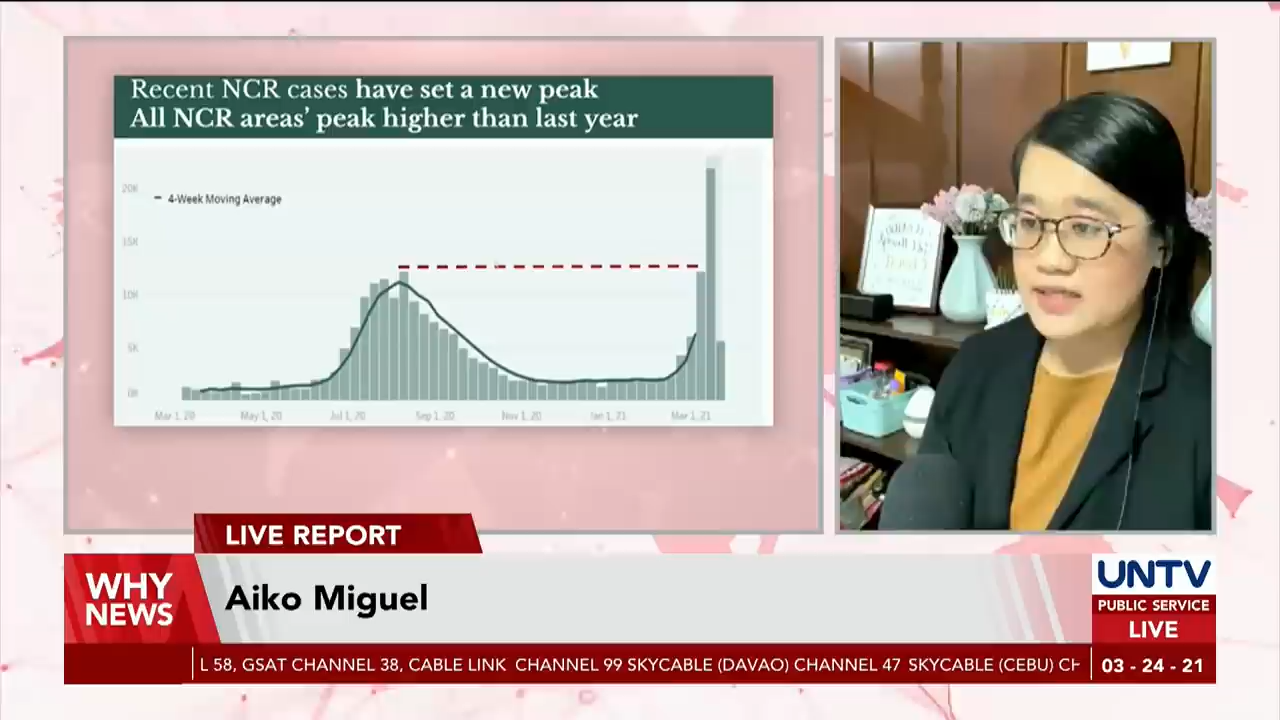 Recent NCR cases have set a new peak
All NCR areas' peak higher than last year
20K
4-Week Moving Average
15K
10K
5K
0K
Mar 1, 20
May 1, 20
Jul 1, 20
Sep 1, 20
Nov 1, 20
Jan 1, 21
Mar 1, 21
LIVE REPORT
WHY
NEWS
Aiko Miguel
UNTV
PUBLIC SERVICE
LIVE
L 58, GSAT CHANNEL 38, CABLE LINK CHANNEL 99 SKYCABLE (DAVAO) CHANNEL 47 SKYCABLE (CEBU) CH
03 - 24 - 21